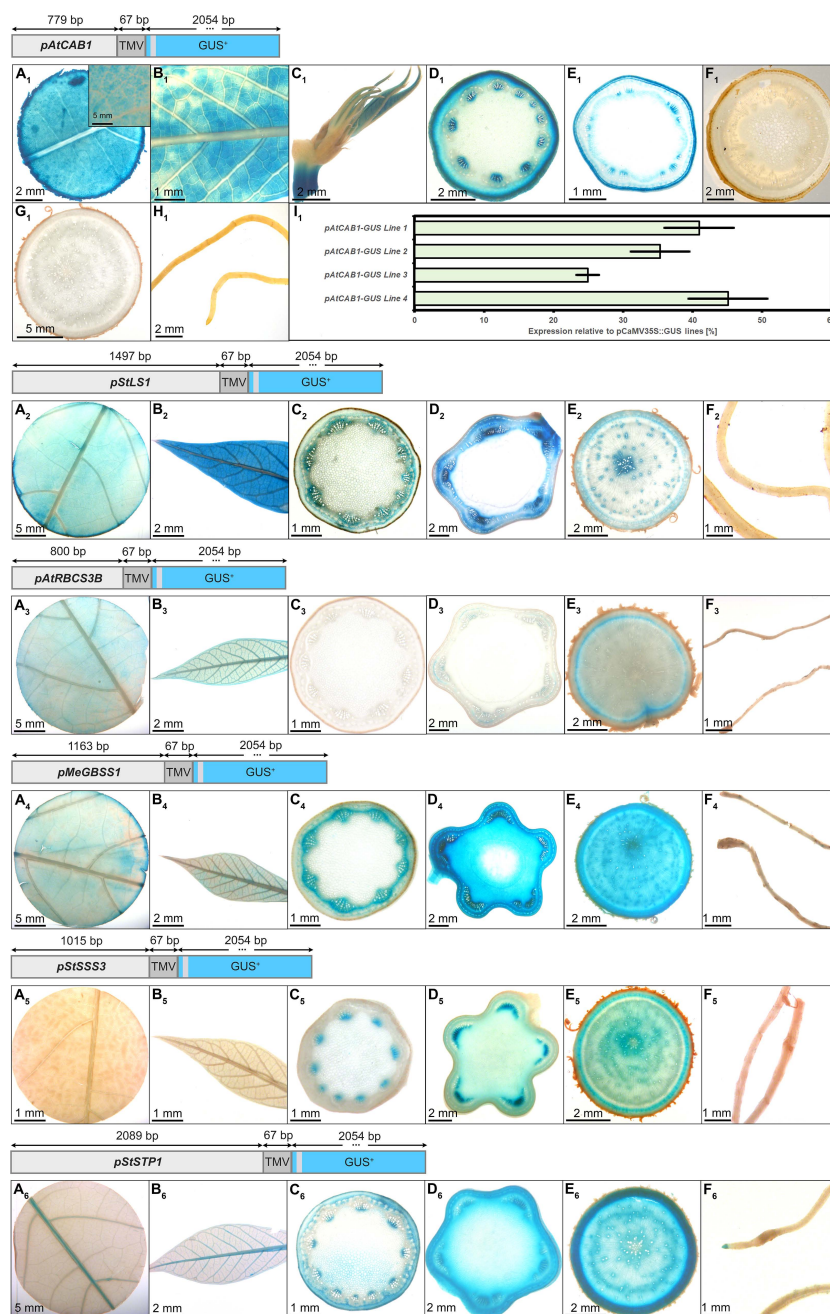 779 bp 67 bp 2054 bp
...
pAtCAB1 TMV GUS+
A1 B1 C1 D1 E1 F1
5 mm
2 mm 1 mm 2 mm 2 mm 1 mm 2 mm
G1 H1 I1
5 mm 2 mm
pAtCAB1-GUS Line 1
pAtCAB1-GUS Line 2
pAtCAB1-GUS Line 3
pAtCAB1-GUS Line 4
0 10 20 30 40 50 60
Expression relative to pCaMV35S::GUS lines [%]
1497 bp 67 bp 2054 bp
...
pStLS1 TMV GUS+
A2 B2 C2 D2 E2 F2
5 mm 2 mm 1 mm 2 mm 2 mm 1 mm
800 bp 67 bp 2054 bp
...
pAtRBCS3B TMV GUS+
A3 B3 C3 D3 E3 F3
5 mm 2 mm 1 mm 2 mm 2 mm 1 mm
1163 bp 67 bp 2054 bp
...
pMeGBSS1 TMV GUS+
A4 B4 C4 D4 E4 F4
5 mm 2 mm 1 mm 2 mm 2 mm 1 mm
1015 bp 67 bp 2054 bp
...
pStSSS3 TMV GUS+
A5 B5 C5 D5 E5 F5
1 mm 1 mm 1 mm 2 mm 2 mm 1 mm
2089 bp 67 bp 2054 bp
...
pStSTP1 TMV GUS+
A6 B6 C6 D6 E6 F6
5 mm 2 mm 1 mm 2 mm 2 mm 1 mm